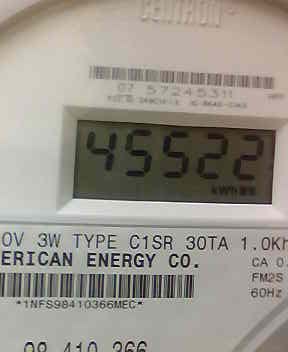 CENTRON
07 57245311
45522
kWh
0V 3W TYPE C1SR 30TA 1.0Kh
ERICAN ENERGY CO.
CA 0.
FM2S
60Hz
*1NFS98410366MEC*
98 410 366